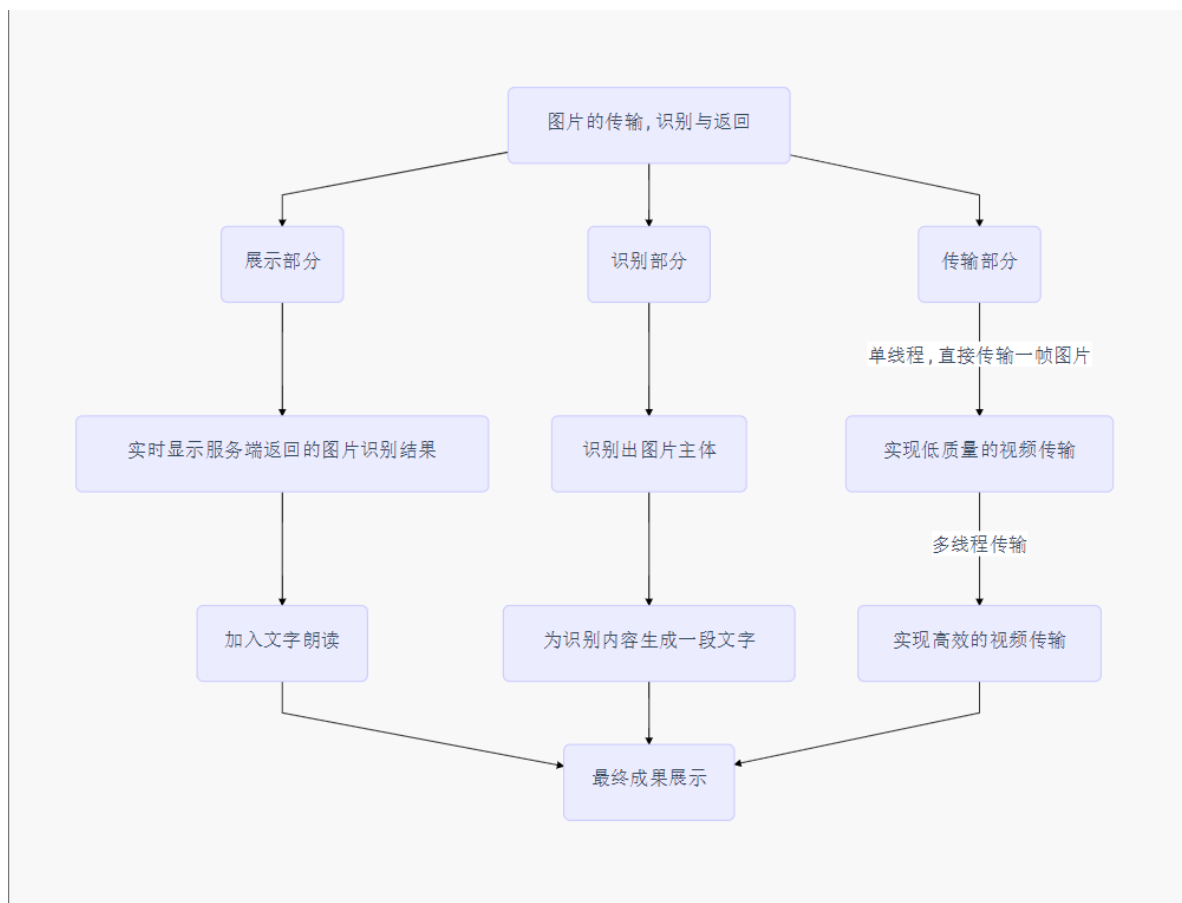 图片的传输,识别与返回
展示部分
识别部分
传输部分
单线程,直接传输一帧图片
实时显示服务端返回的图片识别结果
识别出图片主体
实现低质量的视频传输
多线程传输
加入文字朗读
为识别内容生成一段文字
实现高效的视频传输
最终成果展示